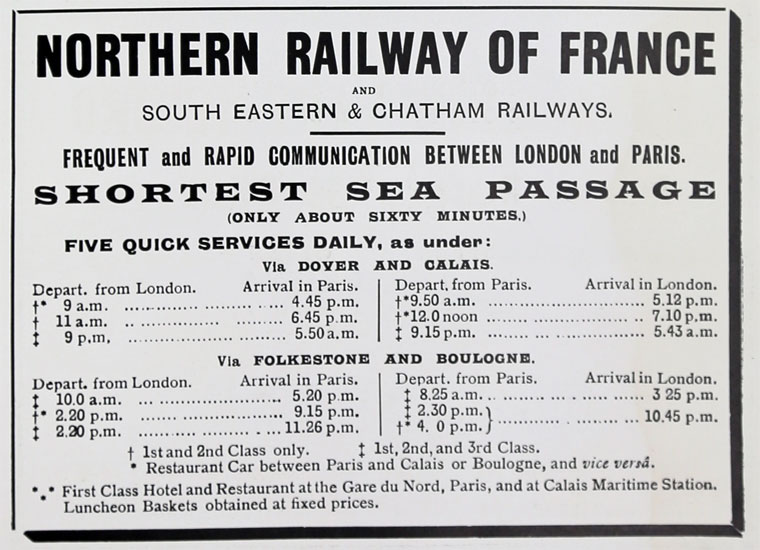 NORTHERN RAILWAY OF FRANCE
AND
SOUTH EASTERN & CHATHAM RAILWAYS.
FREQUENT and RAPID COMMUNICATION BETWEEN LONDON and PARIS.
SHORTEST SEA PASSAGE
(ONLY ABOUT SIXTY MINUTES.)
FIVE QUICK SERVICES DAILY, as under:
Via DOVER AND CALAIS.
Depart. from London. Arrival in Paris.
†* 9 a.m. .................. 4.45 p.m.
† 11 a.m. .................. 6.45 p.m.
‡ 9 p.m. .................. 5.50 a.m.
Depart. from Paris. Arrival in London.
†*9.50 a.m. .................. 5.12 p.m.
†*12.0 noon .................. 7.10 p.m.
‡ 9.15 p.m. .................. 5.43 a.m.
Via FOLKESTONE AND BOULOGNE.
Depart. from London. Arrival in Paris.
‡ 10.0 a.m. .................. 5.20 p.m.
†* 2.20 p.m. .................. 9.15 p.m.
‡ 2.20 p.m. .................. 11.26 p.m.
Depart. from Paris. Arrival in London.
‡ 8.25 a.m. .................. 3 25 p.m.
‡ 2.30 p.m.}
†* 4. 0 p.m.} .................. 10.45 p.m.
† 1st and 2nd Class only. ‡ 1st, 2nd, and 3rd Class.
* Restaurant Car between Paris and Calais or Boulogne, and vice versâ.
*.* First Class Hotel and Restaurant at the Gare du Nord, Paris, and at Calais Maritime Station.
Luncheon Baskets obtained at fixed prices.